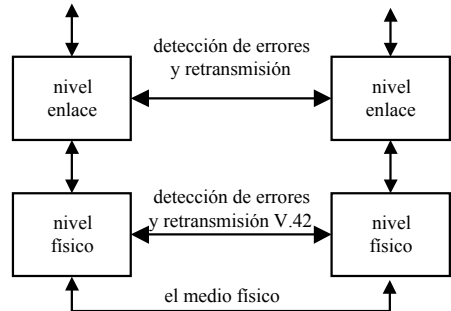 detección de errores
y retransmisión
nivel
enlace
nivel
enlace
detección de errores
y retransmisión V.42
nivel
físico
nivel
físico
el medio físico